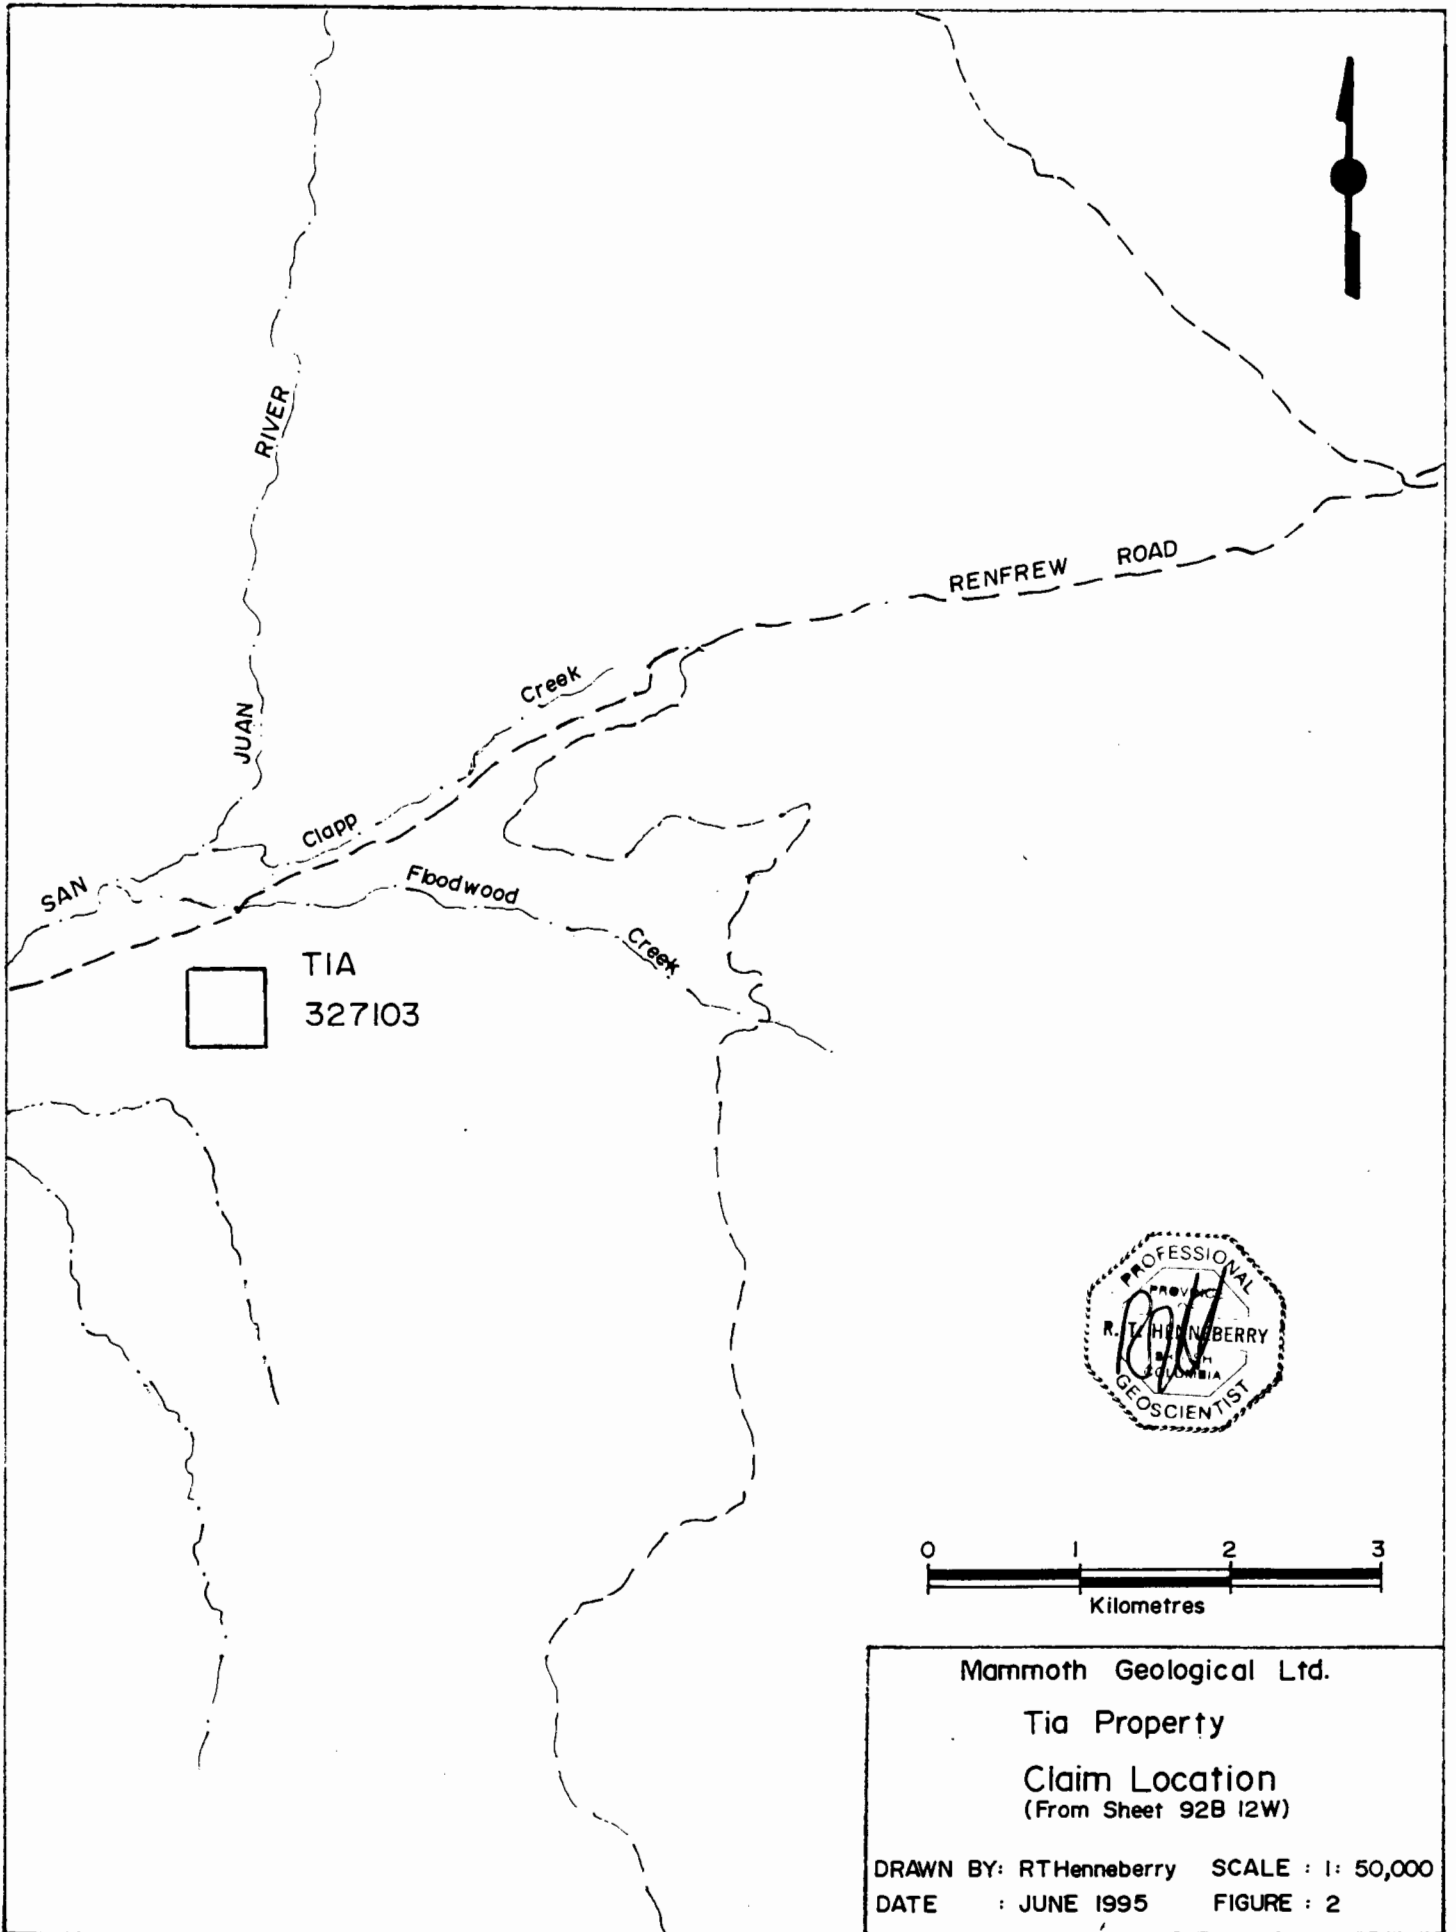 RIVER
JUAN
SAN
RENFREW ROAD
Creek
Clapp
Floodwood
Creek
TIA
327103
PROFESSIONAL
PROVINCE
R. T. HENNEBERRY
COLUMBIA
GEOSCIENTIST
0 1 2 3
Kilometres
Mammoth Geological Ltd.
Tia Property
Claim Location
(From Sheet 92B 12W)
DRAWN BY: RTHenneberry SCALE : 1: 50,000
DATE : JUNE 1995 FIGURE : 2